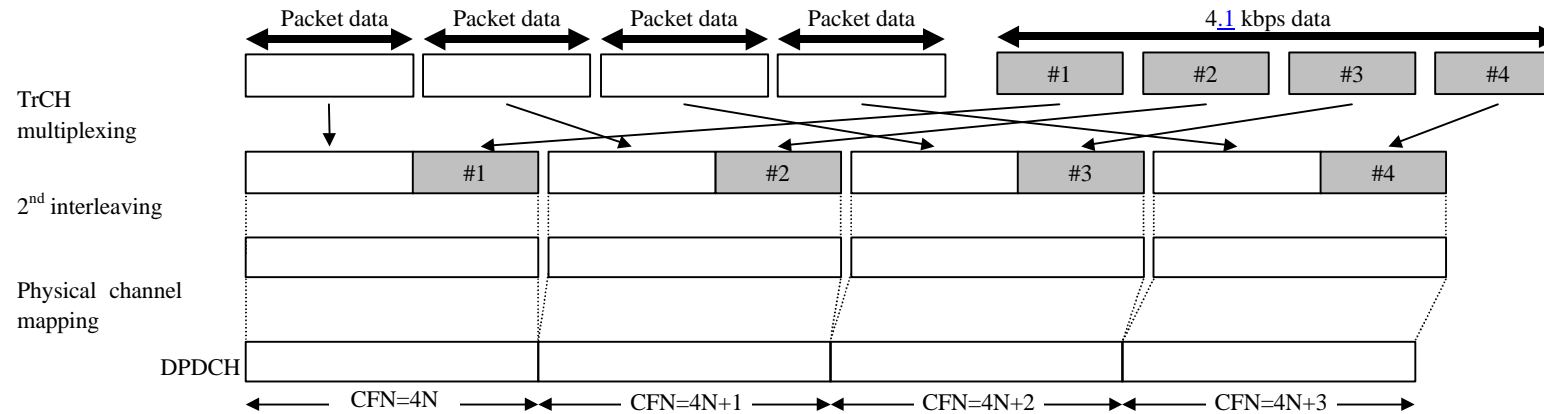 Packet data Packet data Packet data Packet data 4.1 kbps data
#1 #2 #3 #4
TrCH
multiplexing
#1 #2 #3 #4
2nd interleaving
Physical channel
mapping
DPDCH
CFN=4N CFN=4N+1 CFN=4N+2 CFN=4N+3